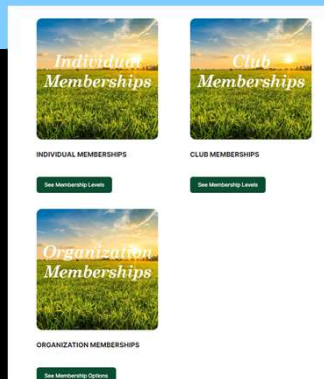 Individual
Memberships
Club
Memberships
INDIVIDUAL MEMBERSHIPS
CLUB MEMBERSHIPS
See Membership Levels
See Membership Levels
Organization
Memberships
ORGANIZATION MEMBERSHIPS
See Membership Options